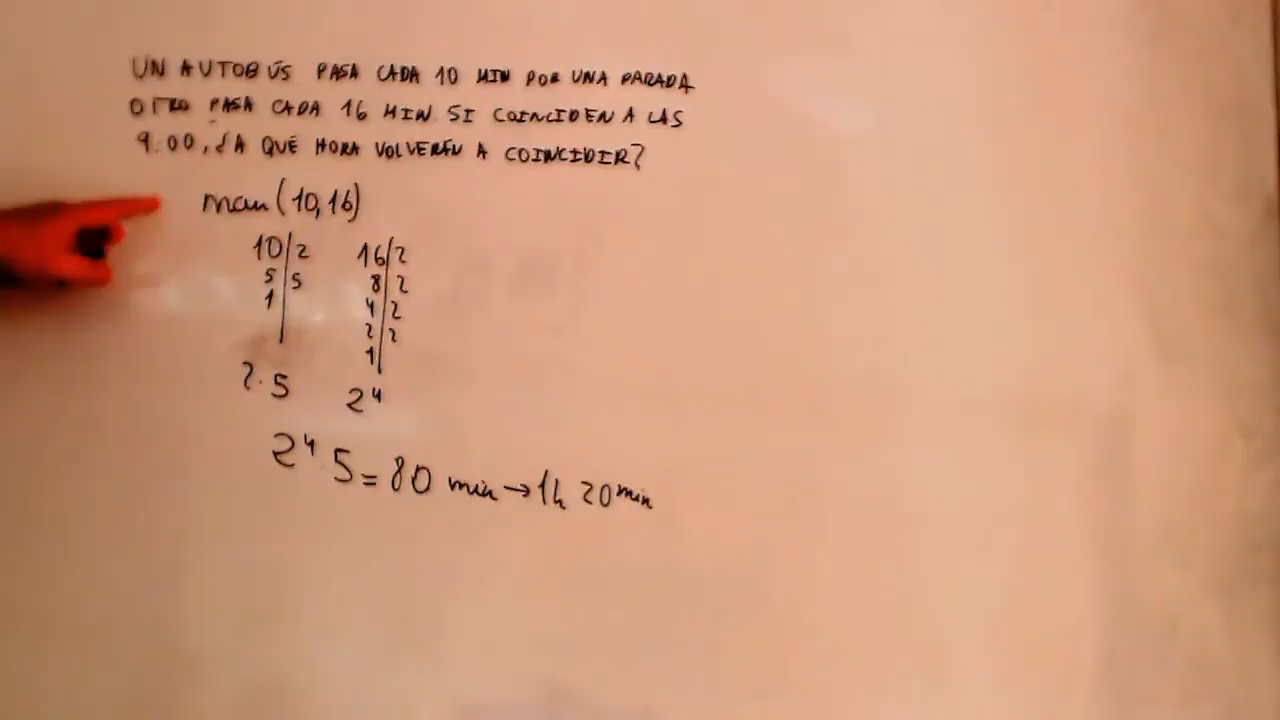 UN AUTOBÚS PASA CADA 10 MIN POR UNA PARADA
OTRO PASA CADA 16 MIN. SI COINCIDEN A LAS
9:00, ¿A QUÉ HORA VOLVERÁN A COINCIDIR?
mcm (10,16)
10 2 16 2
5 5 8 2
1 4 2
2 2
1
2·5 2⁴
2⁴·5 = 80 min → 1h 20 min